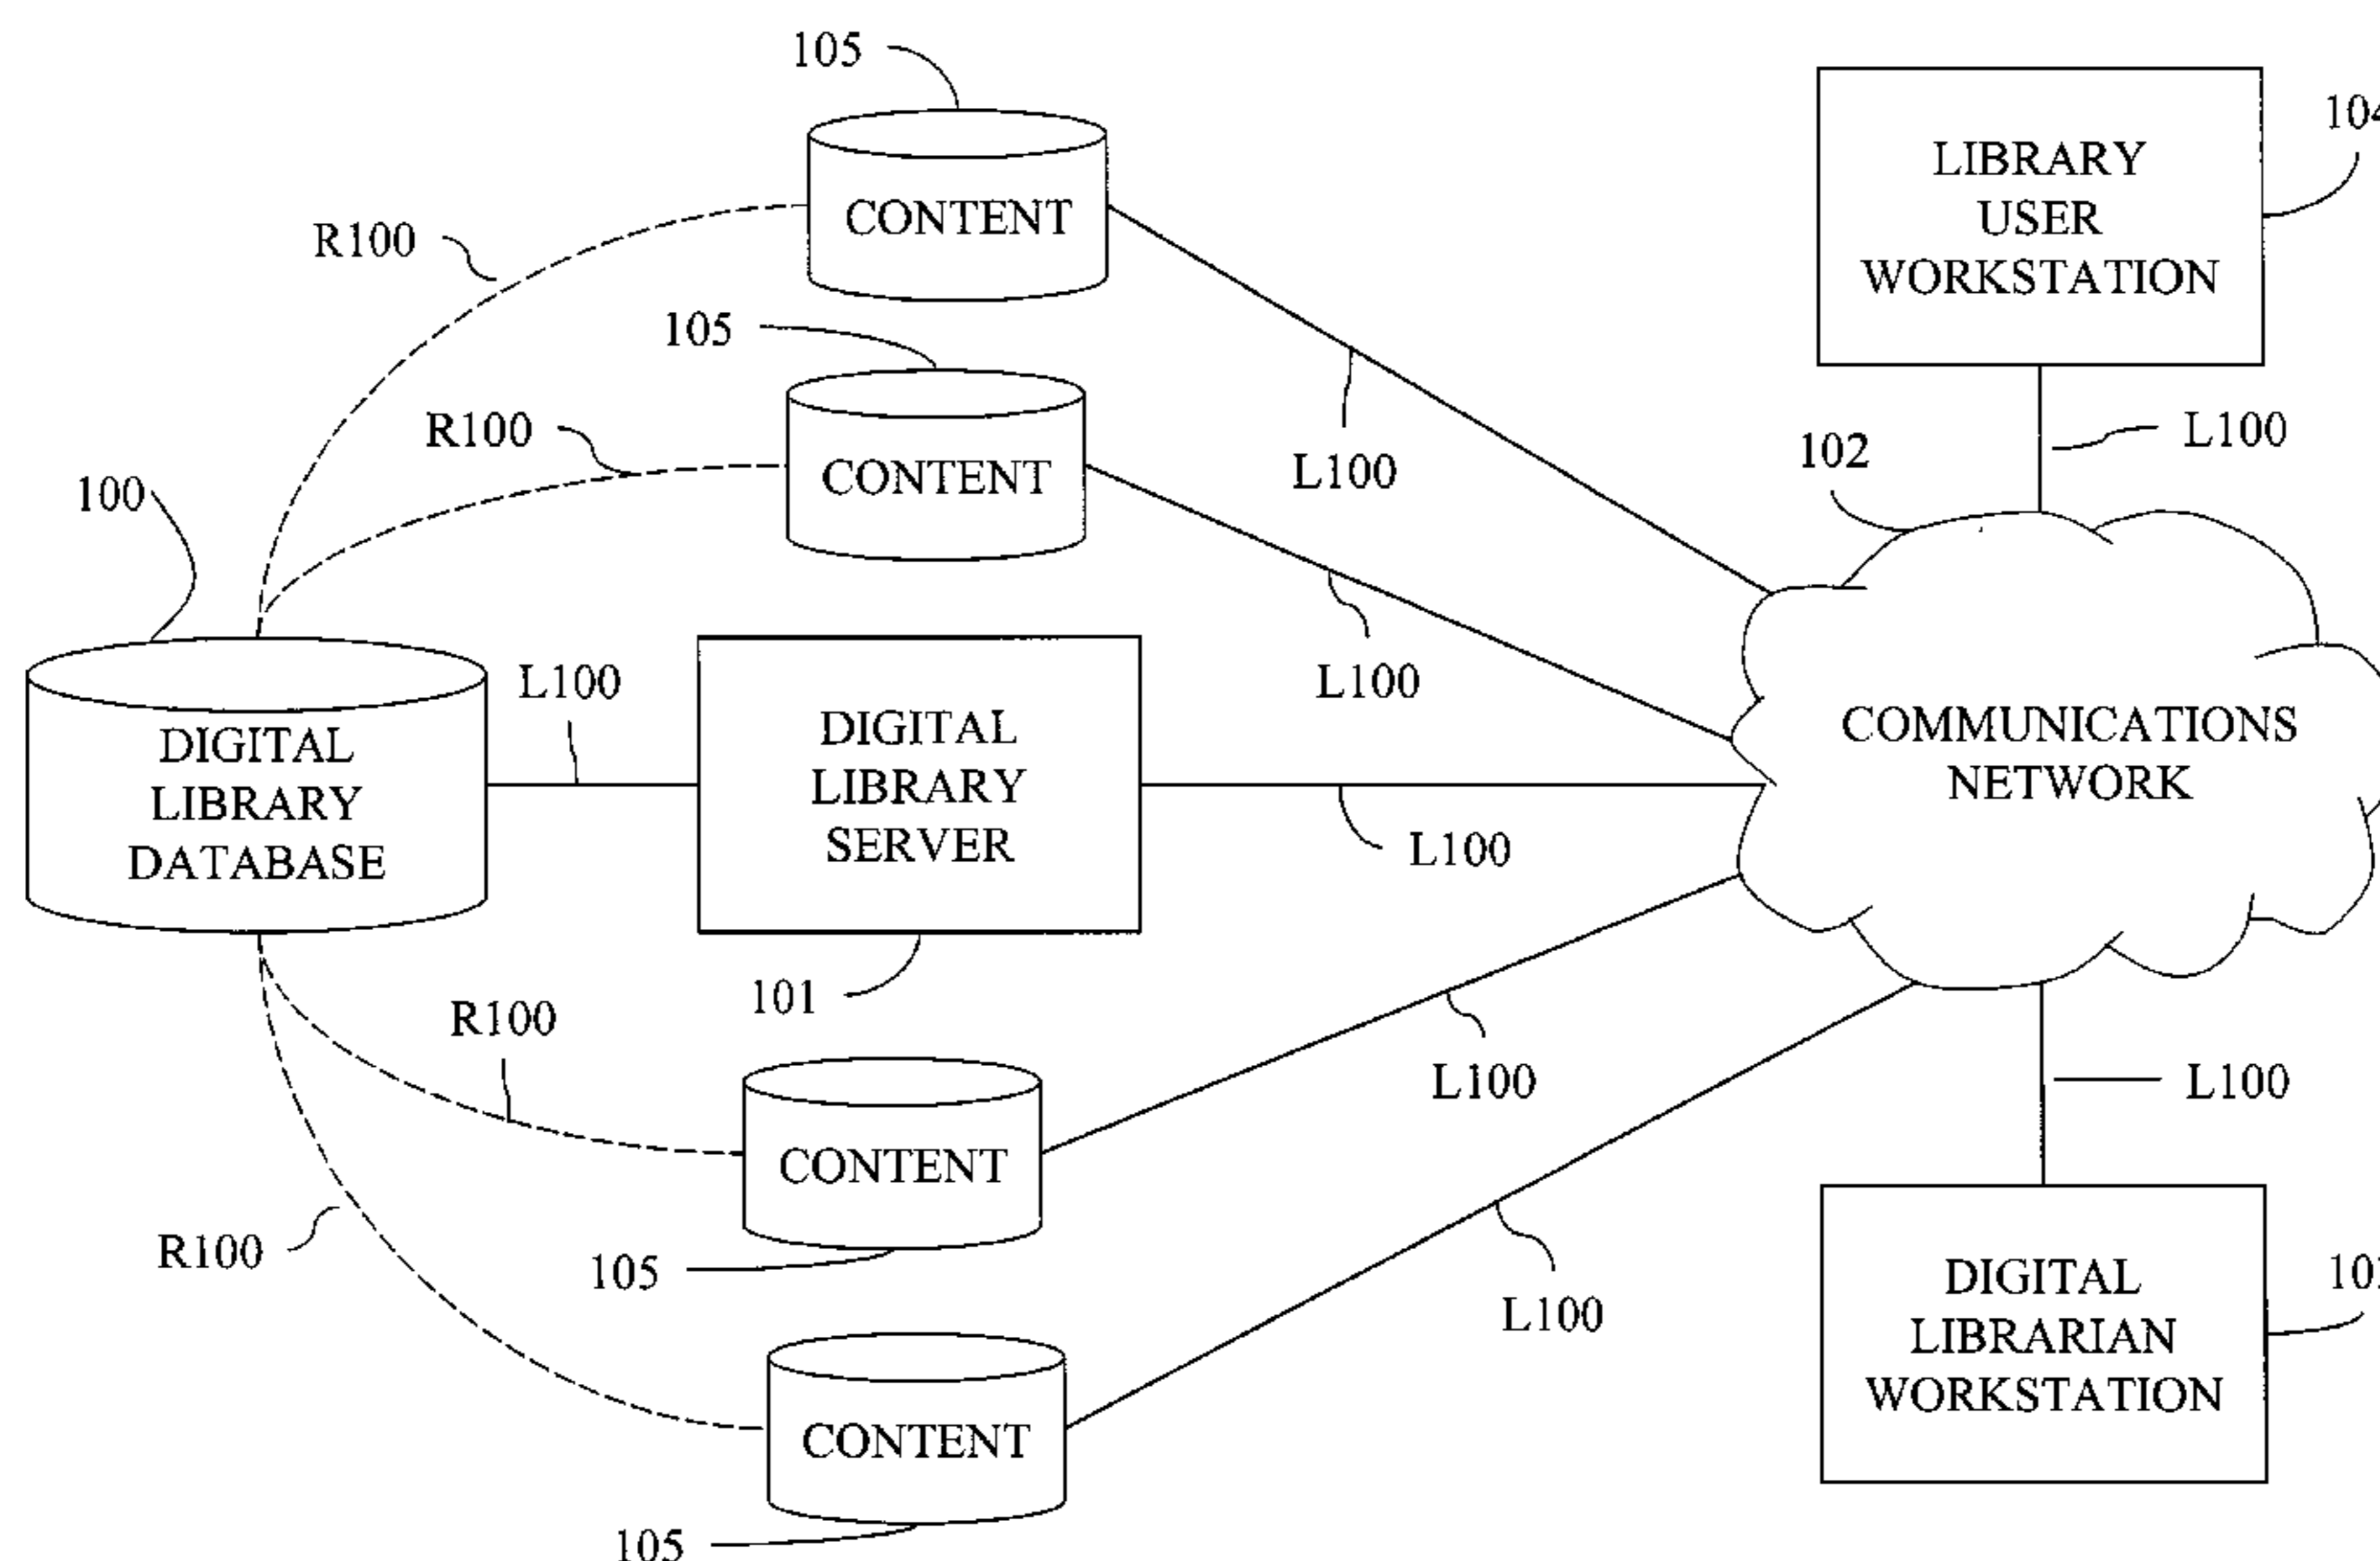 105
104
LIBRARY
USER
WORKSTATION
CONTENT
R100
105
R100
L100
102
L100
CONTENT
100
L100
L100
DIGITAL
LIBRARY
DATABASE
DIGITAL
LIBRARY
SERVER
COMMUNICATIONS
NETWORK
L100
101
R100
L100
L100
CONTENT
R100
105
L100
DIGITAL
LIBRARIAN
WORKSTATION
CONTENT
105